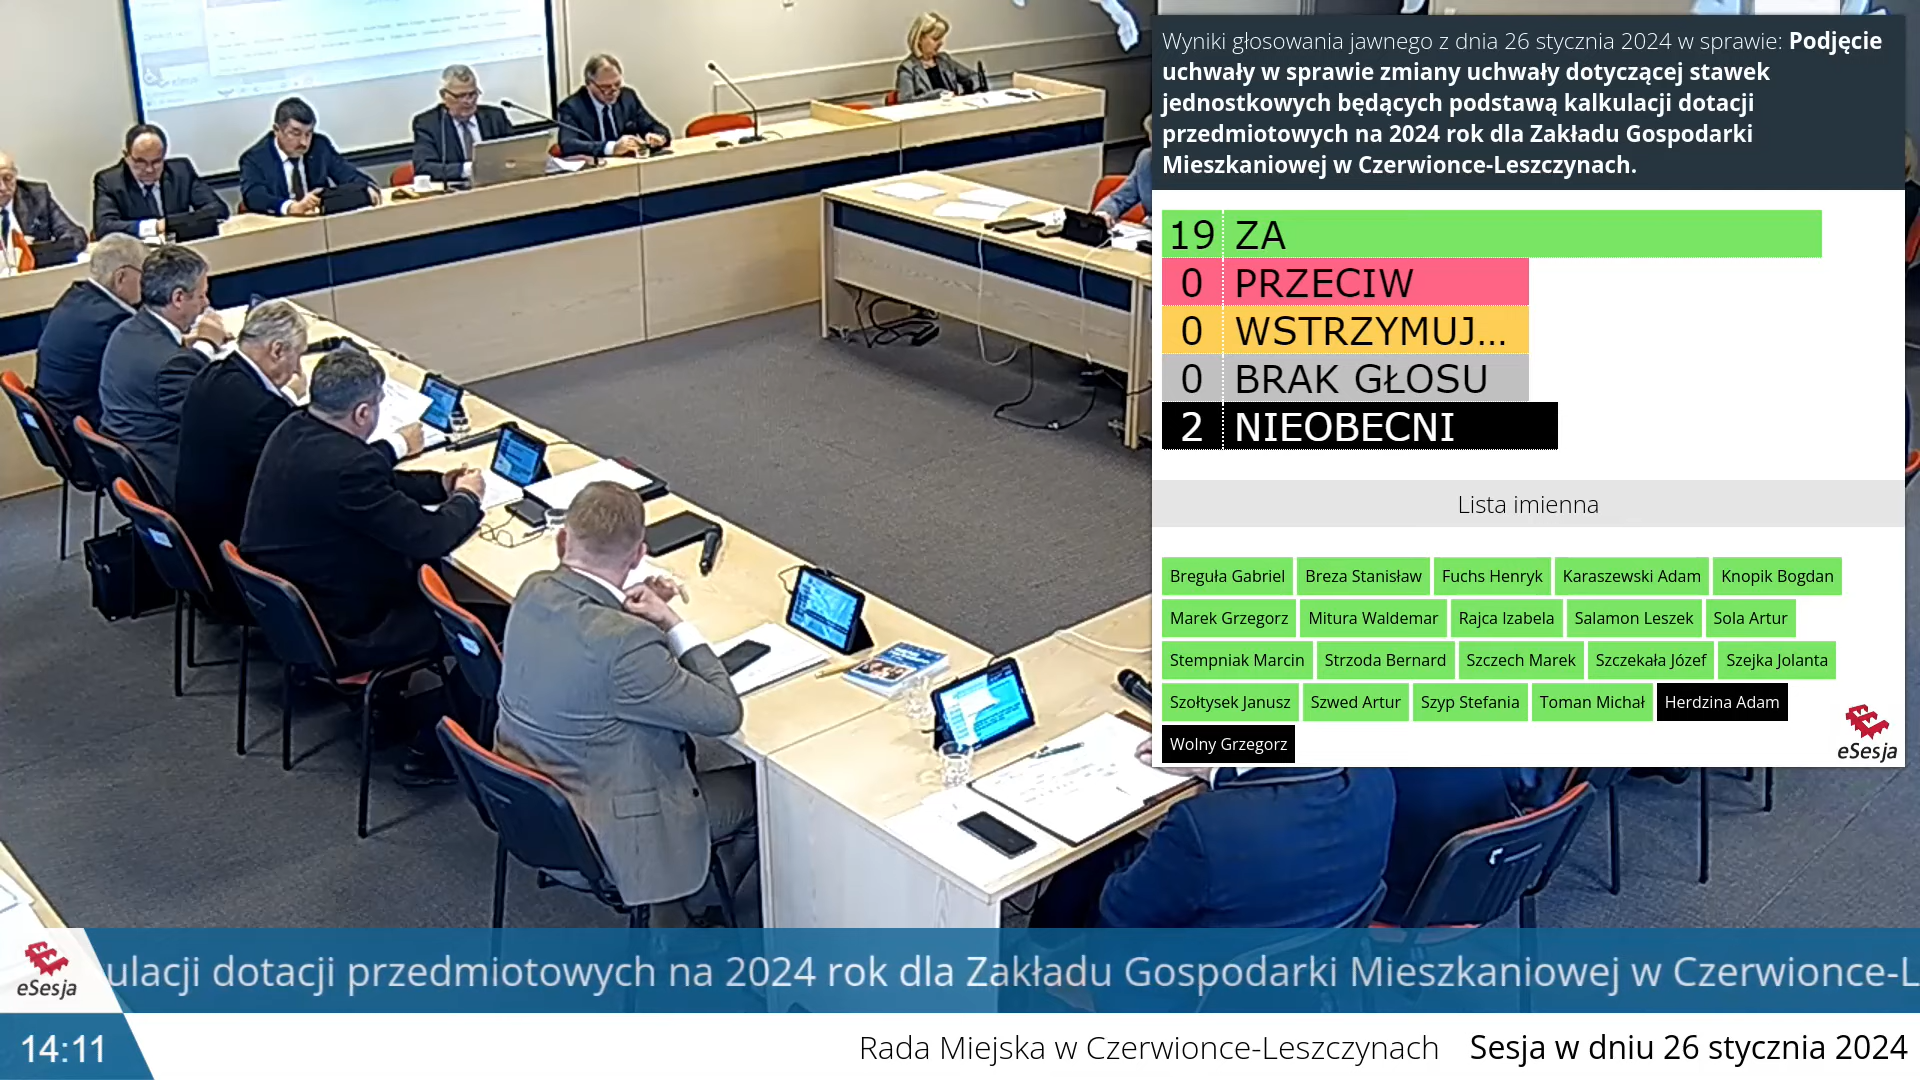 Wyniki głosowania jawnego z dnia 26 stycznia 2024 w sprawie: Podjęcie
uchwały w sprawie zmiany uchwały dotyczącej stawek
jednostkowych będących podstawą kalkulacji dotacji
przedmiotowych na 2024 rok dla Zakładu Gospodarki
Mieszkaniowej w Czerwionce-Leszczynach.
19 ZA
0 PRZECIW
0 WSTRZYMUJ...
0 BRAK GŁOSU
2 NIEOBECNI
Lista imienna
Breguła Gabriel Breza Stanisław Fuchs Henryk Karaszewski Adam Knopik Bogdan
Marek Grzegorz Mitura Waldemar Rajca Izabela Salamon Leszek Sola Artur
Stempniak Marcin Strzoda Bernard Szczech Marek Szczekała Józef Szejka Jolanta
Szołtysek Janusz Szwed Artur Szyp Stefania Toman Michał Herdzina Adam
Wolny Grzegorz
eSesja
eSesja
ulacji dotacji przedmiotowych na 2024 rok dla Zakładu Gospodarki Mieszkaniowej w Czerwionce-L
14:11
Rada Miejska w Czerwionce-Leszczynach Sesja w dniu 26 stycznia 2024